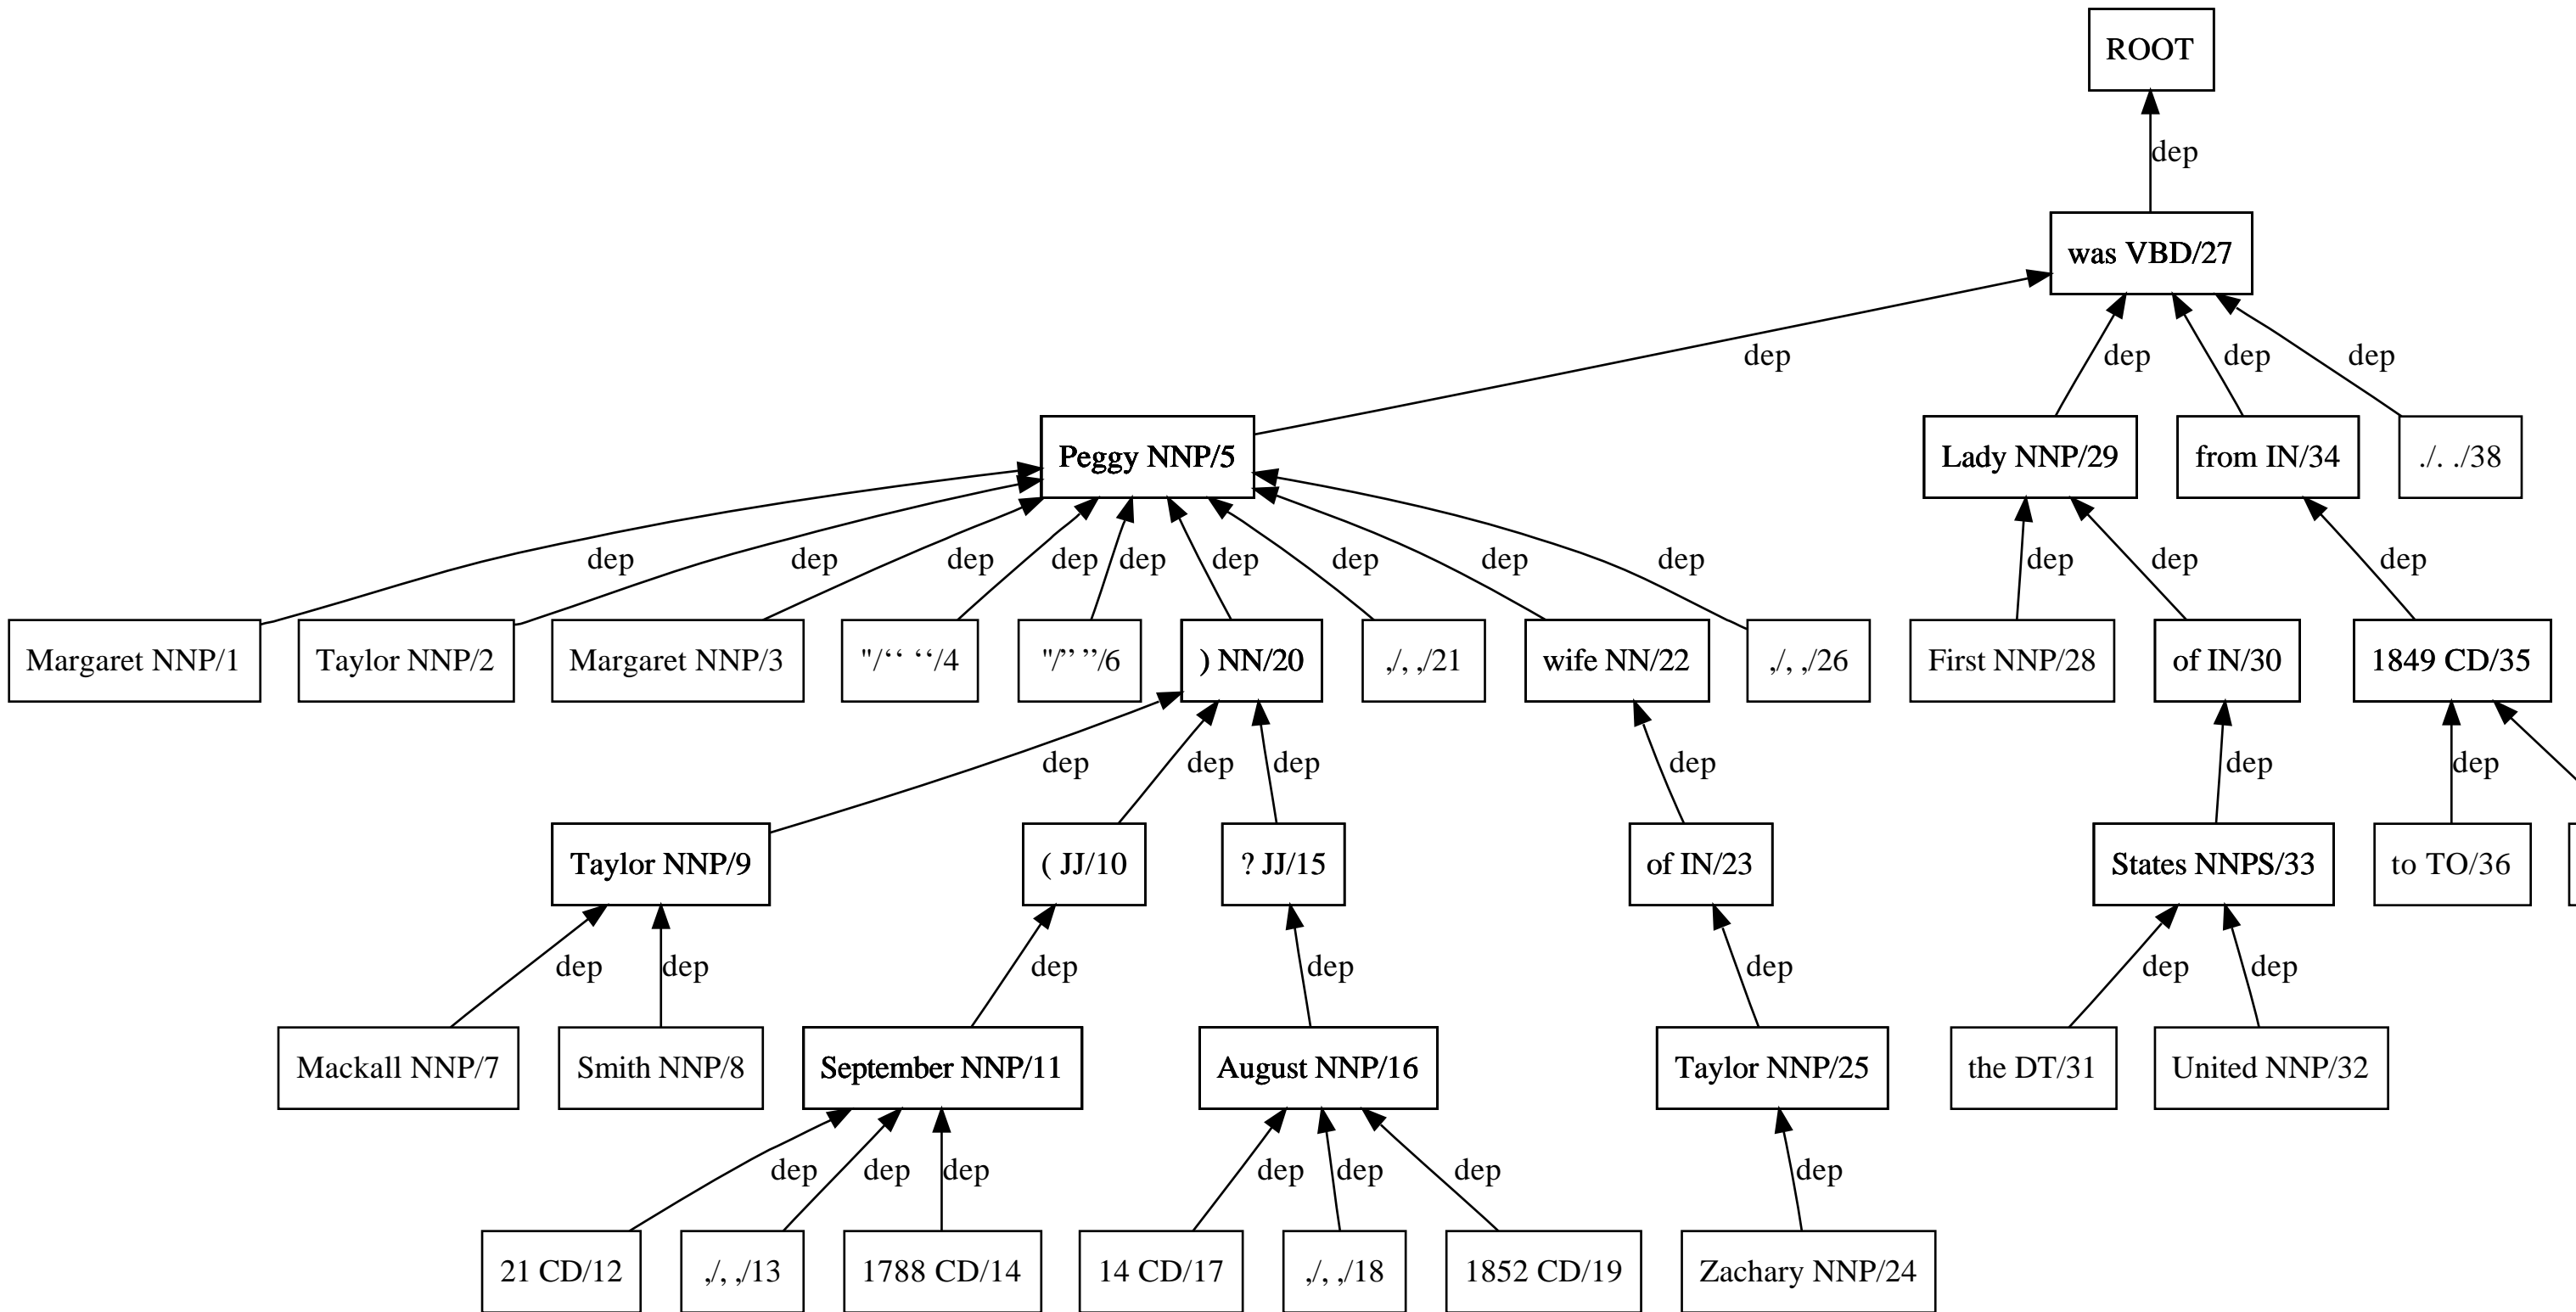 ROOT
dep
was VBD/27
dep dep dep dep
Peggy NNP/5 Lady NNP/29 from IN/34 ./. ./38
dep dep dep dep dep dep dep dep dep dep dep dep
Margaret NNP/1 Taylor NNP/2 Margaret NNP/3 "/‘‘ ‘‘/4 "/’’ ’’/6 ) NN/20 ,/, ,/21 wife NN/22 ,/, ,/26 First NNP/28 of IN/30 1849 CD/35
dep dep dep dep dep dep
Taylor NNP/9 ( JJ/10 ? JJ/15 of IN/23 States NNPS/33 to TO/36
dep dep dep dep dep dep dep
Mackall NNP/7 Smith NNP/8 September NNP/11 August NNP/16 Taylor NNP/25 the DT/31 United NNP/32
dep dep dep dep dep dep dep
21 CD/12 ,/, ,/13 1788 CD/14 14 CD/17 ,/, ,/18 1852 CD/19 Zachary NNP/24